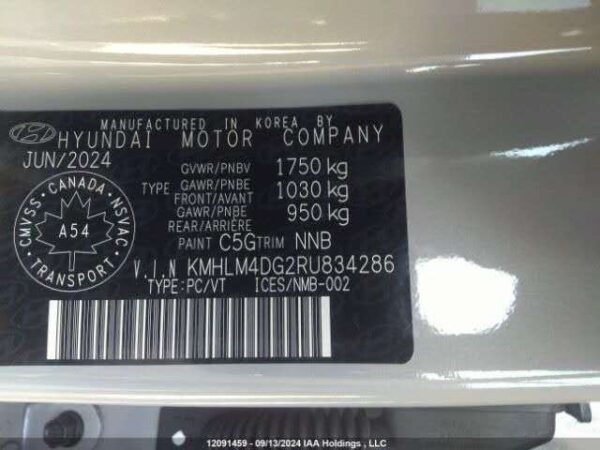 MANUFACTURED IN KOREA BY
HYUNDAI MOTOR COMPANY
JUN/2024
GVWR/PNBV 1750 kg
TYPE GAWR/PNBE FRONT/AVANT 1030 kg
GAWR/PNBE REAR/ARRIÈRE 950 kg
PAINT C5G TRIM NNB
V.I.N KMHLM4DG2RU834286
TYPE:PC/VT ICES/NMB-002
CMVSS · CANADA · NSVAC
A54
TRANSPORT
12091459 - 09/13/2024 IAA Holdings , LLC